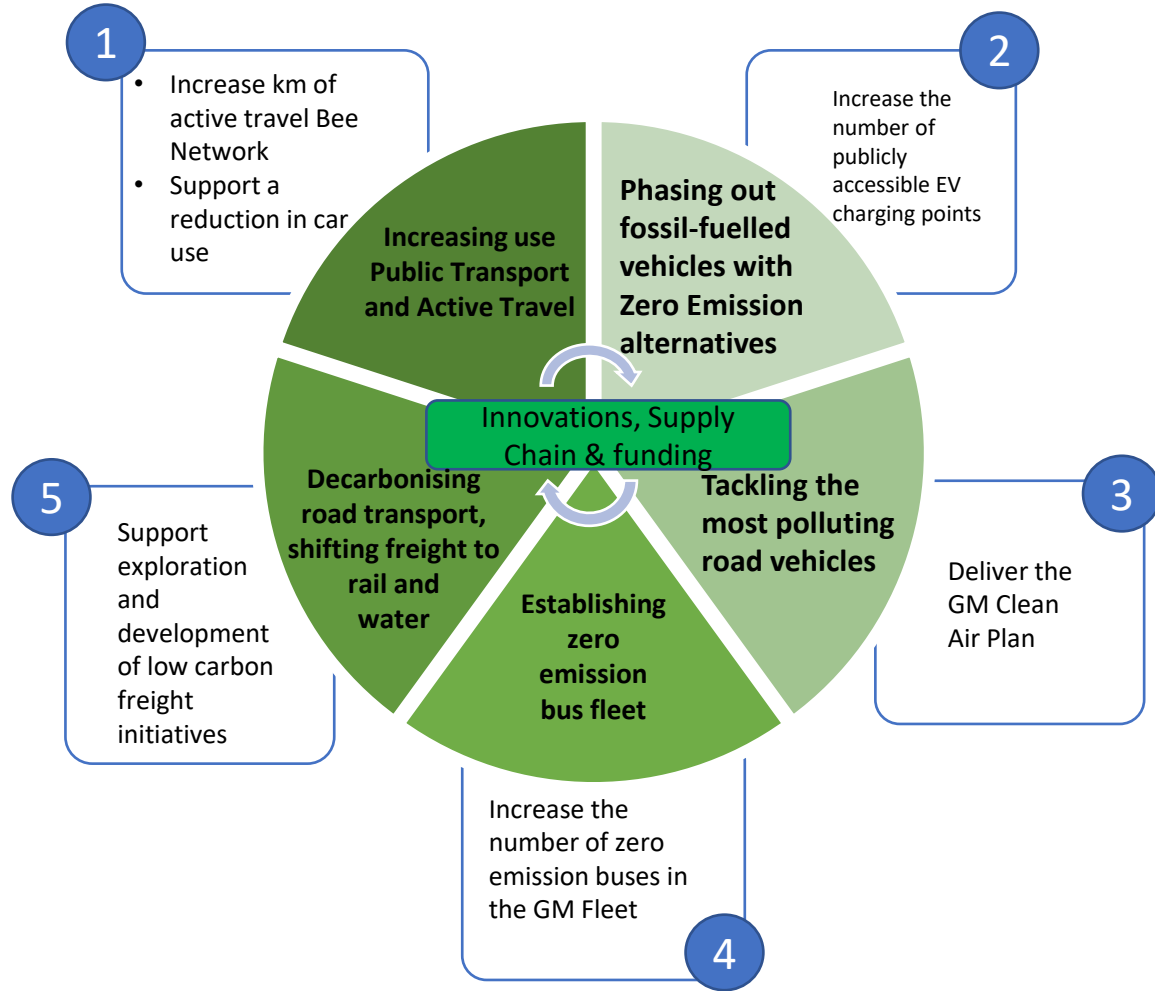 1
• Increase km of
active travel Bee
Network
• Support a
reduction in car
use
2
Increase the
number of
publicly
accessible EV
charging points
Increasing use
Public Transport
and Active Travel
Phasing out
fossil-fuelled
vehicles with
Zero Emission
alternatives
Innovations, Supply
Chain & funding
Decarbonising
road transport,
shifting freight to
rail and
water
Tackling the
most polluting
road vehicles
Establishing
zero
emission
bus fleet
5
Support
exploration
and
development
of low carbon
freight
initiatives
3
Deliver the
GM Clean
Air Plan
Increase the
number of zero
emission buses in
the GM Fleet
4